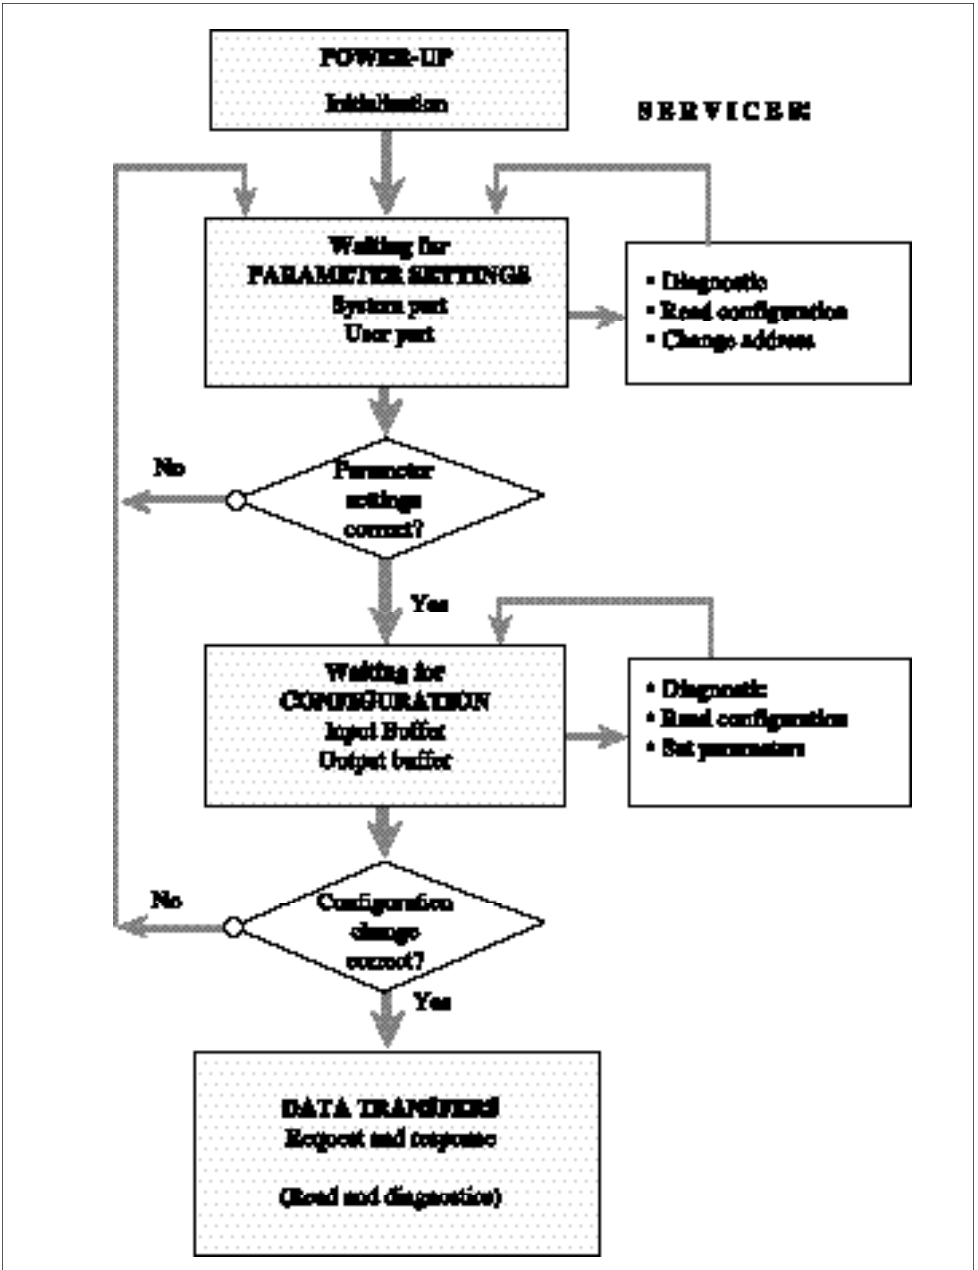 POWER-UP
Initialisation
SERVICES:
Waiting for
PARAMETER SETTINGS
System part
User part
• Diagnostic
• Read configuration
• Change address
No
Parameter
settings
correct?
Yes
Waiting for
CONFIGURATION
Input Buffer
Output buffer
• Diagnostic
• Read configuration
• Set parameters
No
Configuration
change
correct?
Yes
DATA TRANSFERS
Request and response
(Read and diagnostics)